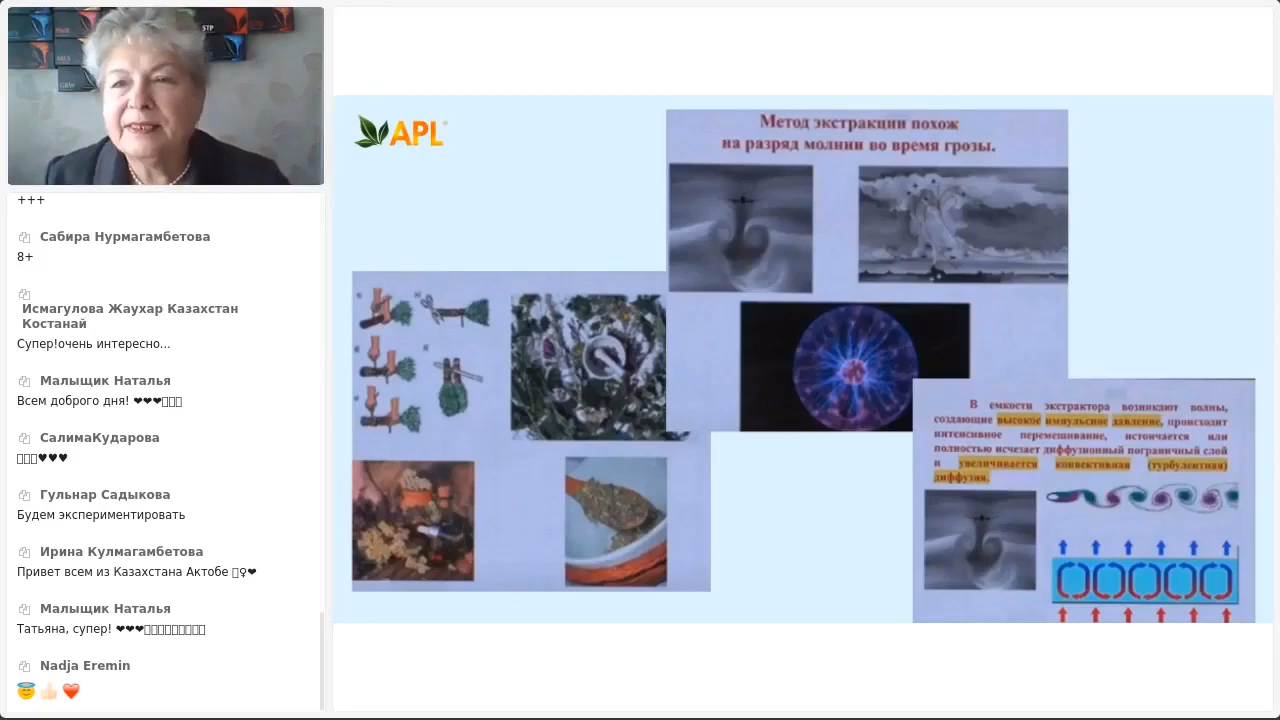 STP
GBW
+++
Сабира Нурмагамбетова
8+
Исмагулова Жаухар Казахстан
Костанай
Супер!очень интересно...
Малыщик Наталья
Всем доброго дня! ❤❤❤
СалимаКударова
♥♥♥
Гульнар Садыкова
Будем экспериментировать
Ирина Кулмагамбетова
Привет всем из Казахстана Актобе ♀❤
Малыщик Наталья
Татьяна, супер! ❤❤❤
Nadja Eremin
😇👍🏻❤️
APL
Метод экстракции похож
на разряд молнии во время грозы.
В емкости экстрактора возникают волны,
создающие высокое импульсное давление, происходит
интенсивное перемешивание, истончается или
полностью исчезает диффузионный пограничный слой
и увеличивается конвективная (турбулентная)
диффузия.